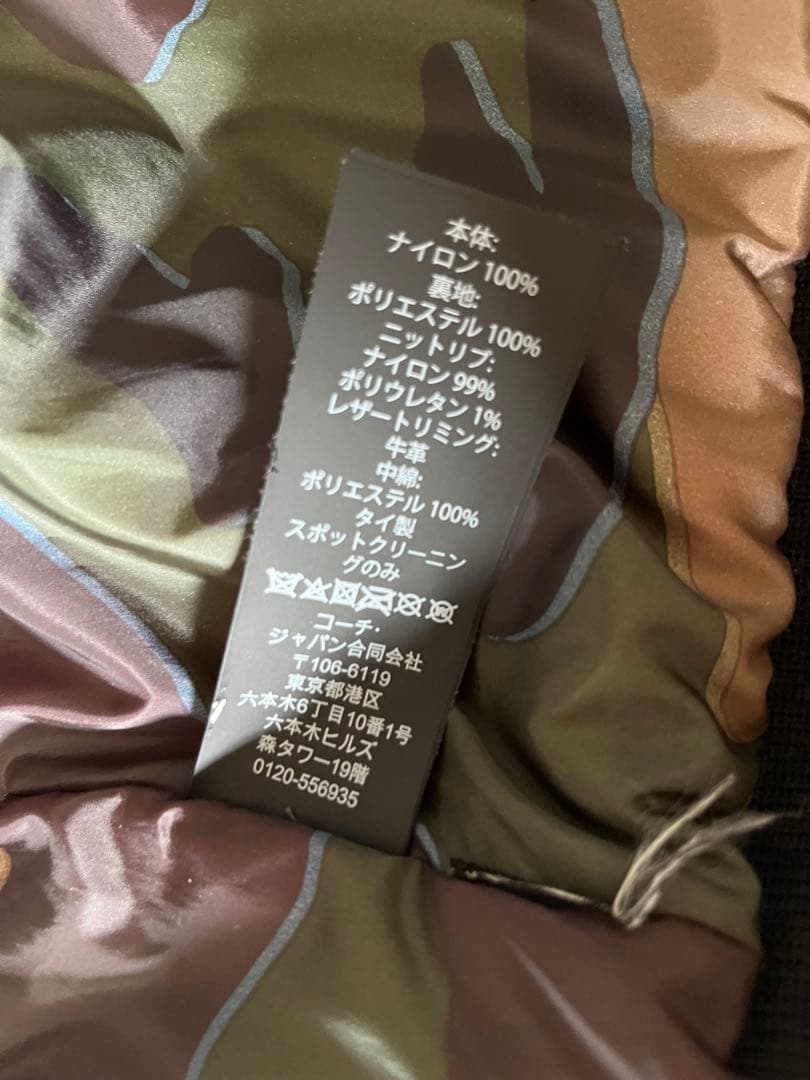 本体:
ナイロン 100%
裏地:
ポリエステル 100%
ニットリブ:
ナイロン 99%
ポリウレタン 1%
レザートリミング:
牛革
中綿:
ポリエステル 100%
タイ製
スポットクリーニン
グのみ
コーチ・
ジャパン合同会社
〒106-6119
東京都港区
六本木6丁目10番1号
六本木ヒルズ
森タワー19階
0120-556935